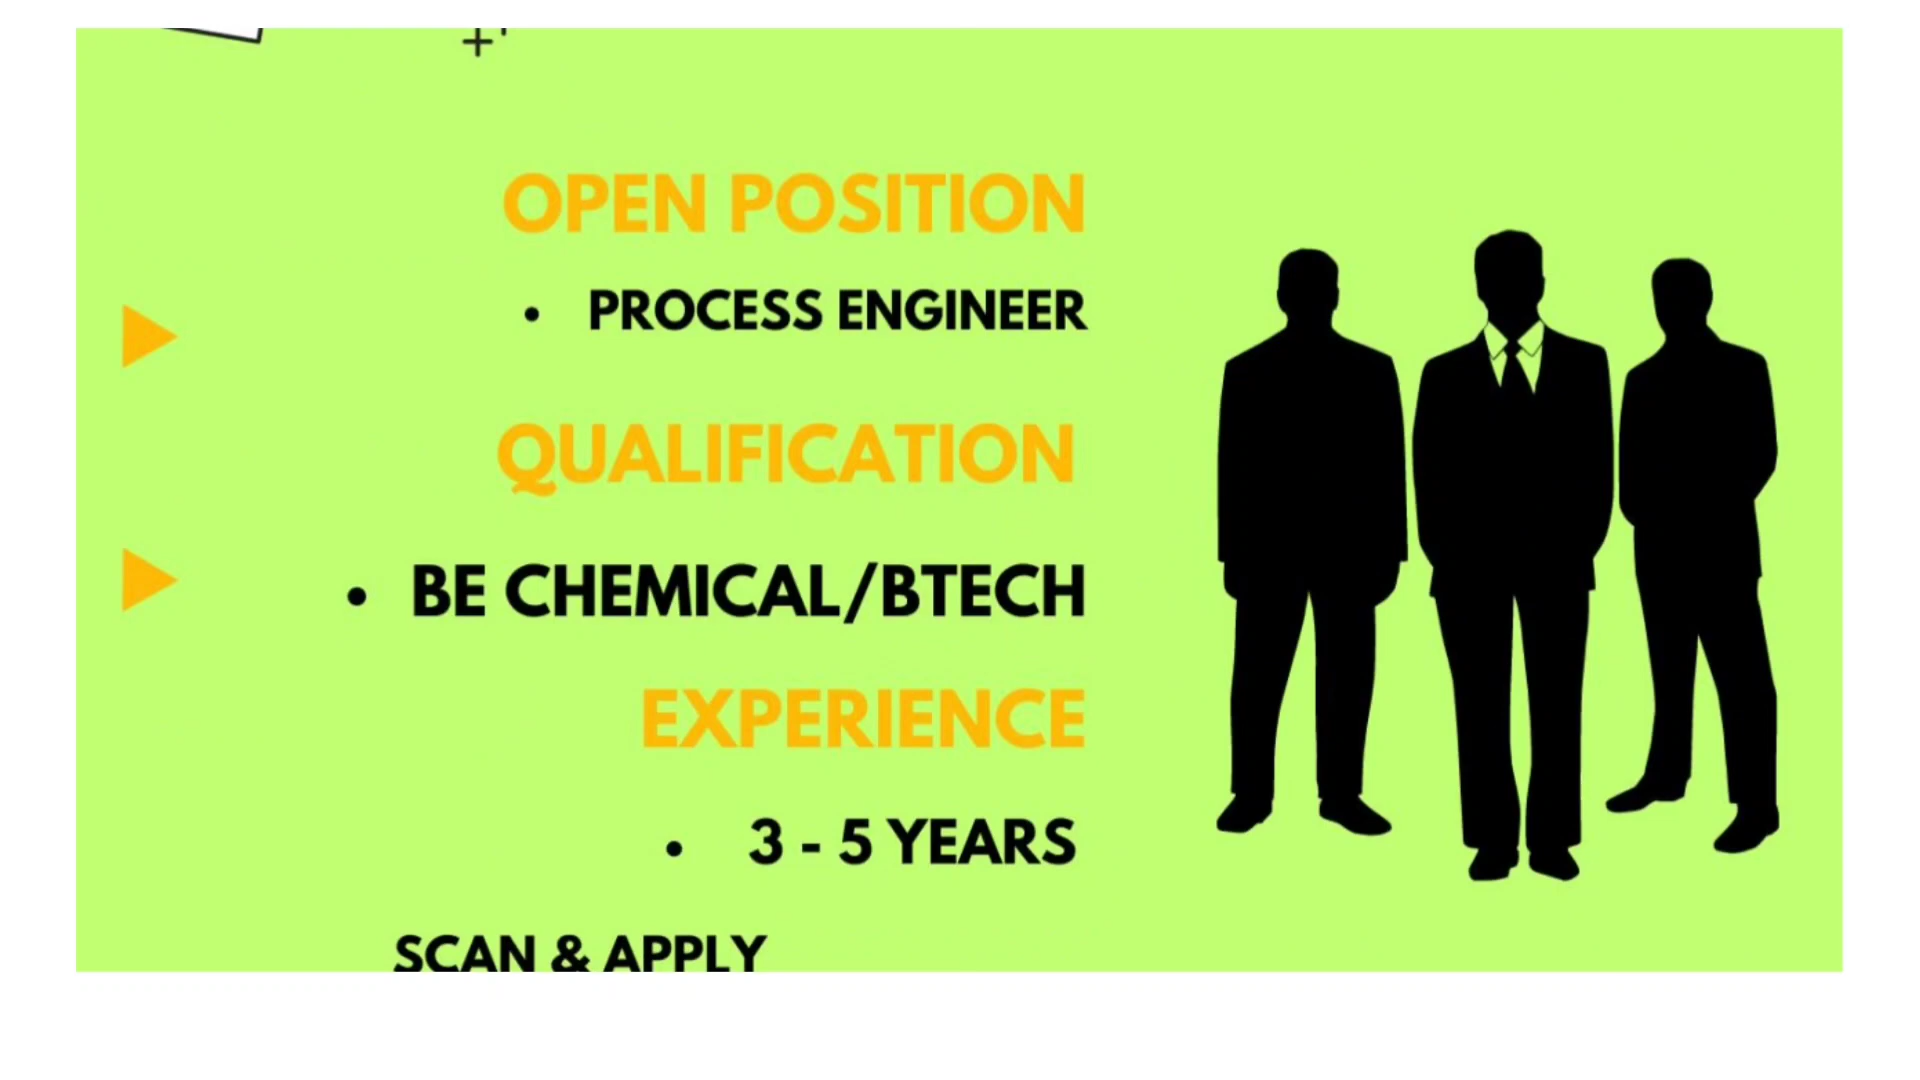 OPEN POSITION
• PROCESS ENGINEER
QUALIFICATION
• BE CHEMICAL/BTECH
EXPERIENCE
• 3 - 5 YEARS
SCAN & APPLY